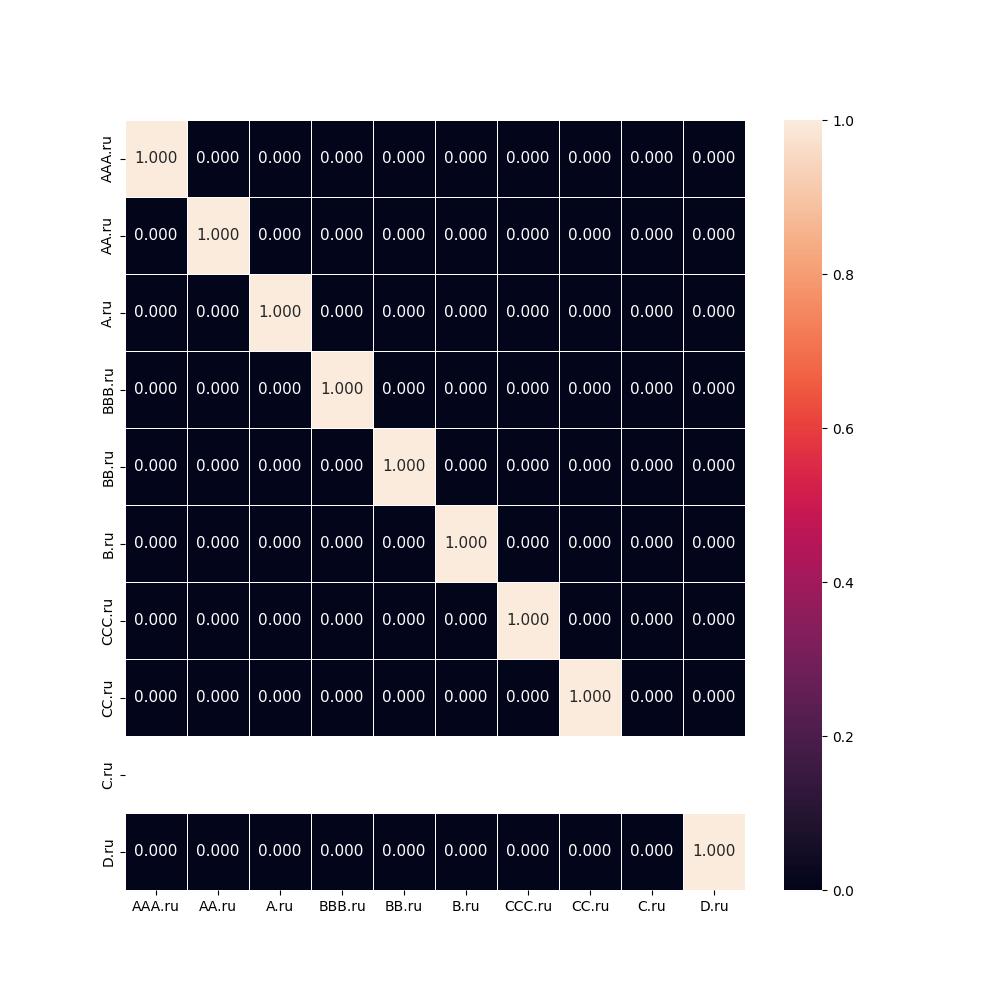 1.0
AAA.ru 1.000 0.000 0.000 0.000 0.000 0.000 0.000 0.000 0.000 0.000
AA.ru 0.000 1.000 0.000 0.000 0.000 0.000 0.000 0.000 0.000 0.000
0.8
A.ru 0.000 0.000 1.000 0.000 0.000 0.000 0.000 0.000 0.000 0.000
BBB.ru 0.000 0.000 0.000 1.000 0.000 0.000 0.000 0.000 0.000 0.000
0.6
BB.ru 0.000 0.000 0.000 0.000 1.000 0.000 0.000 0.000 0.000 0.000
B.ru 0.000 0.000 0.000 0.000 0.000 1.000 0.000 0.000 0.000 0.000
0.4
CCC.ru 0.000 0.000 0.000 0.000 0.000 0.000 1.000 0.000 0.000 0.000
CC.ru 0.000 0.000 0.000 0.000 0.000 0.000 0.000 1.000 0.000 0.000
0.2
C.ru
D.ru 0.000 0.000 0.000 0.000 0.000 0.000 0.000 0.000 0.000 1.000
0.0
AAA.ru AA.ru A.ru BBB.ru BB.ru B.ru CCC.ru CC.ru C.ru D.ru